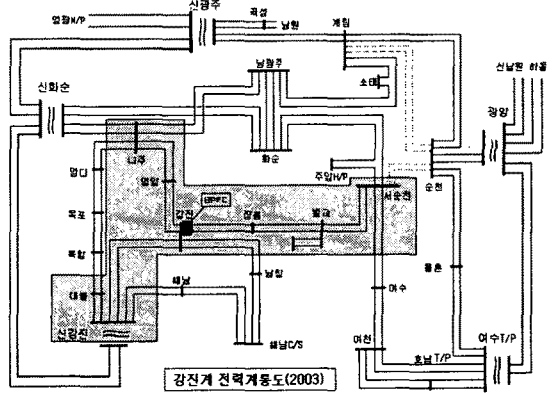 신광주
영광N/P
곡성
남원
계림
신남원 하동
신화순
남광주
소태
광양
나주
화순
주암H/P
순천
영다
영암
UPFC
서순천
강진
장흥
벌교
목포
율촌
목합
남창
해남
여수
대불
신강진
해남C/S
여천
호남T/P
여수T/P
강진계 전력계통도(2003)